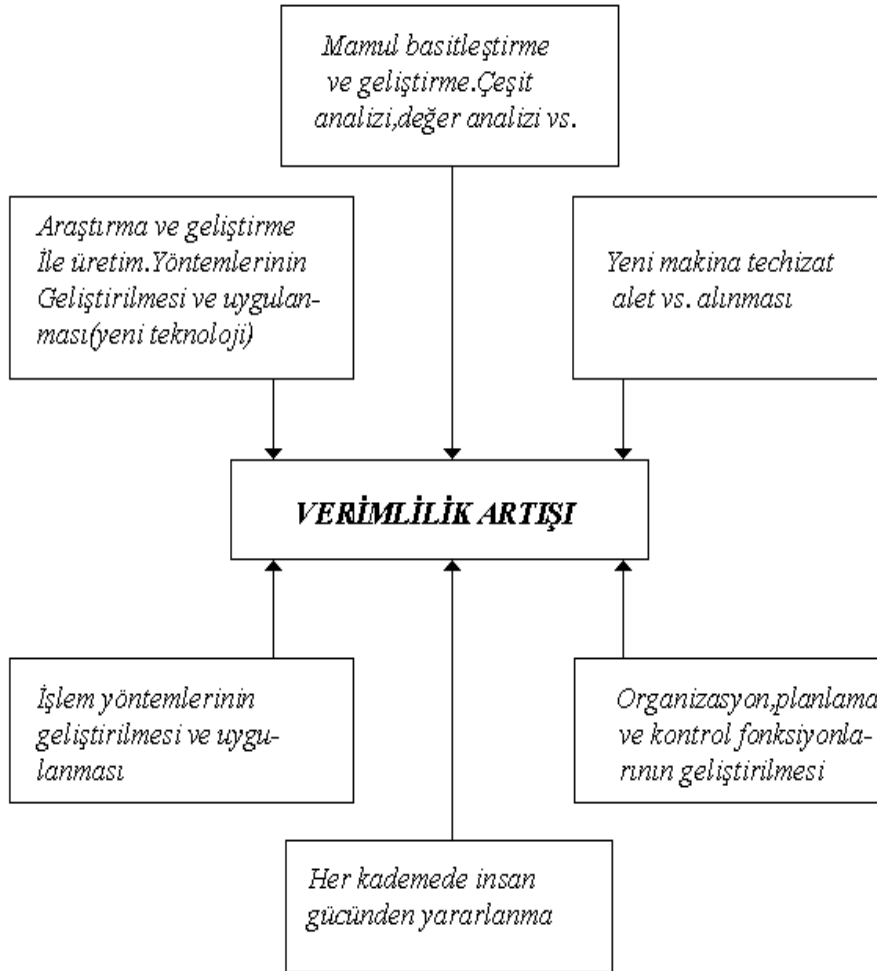 Mamul basitleştirme
ve geliştirme.Çeşit
analizi,değer analizi vs.
Araştırma ve geliştirme
İle üretim.Yöntemlerinin
Geliştirilmesi ve uygulan-
ması(yeni teknoloji)
Yeni makina techizat
alet vs. alınması
VERİMLİLİK ARTIŞI
İşlem yöntemlerinin
geliştirilmesi ve uygu-
lanması
Organizasyon,planlama
ve kontrol fonksiyonla-
rının geliştirilmesi
Her kademede insan
gücünden yararlanma